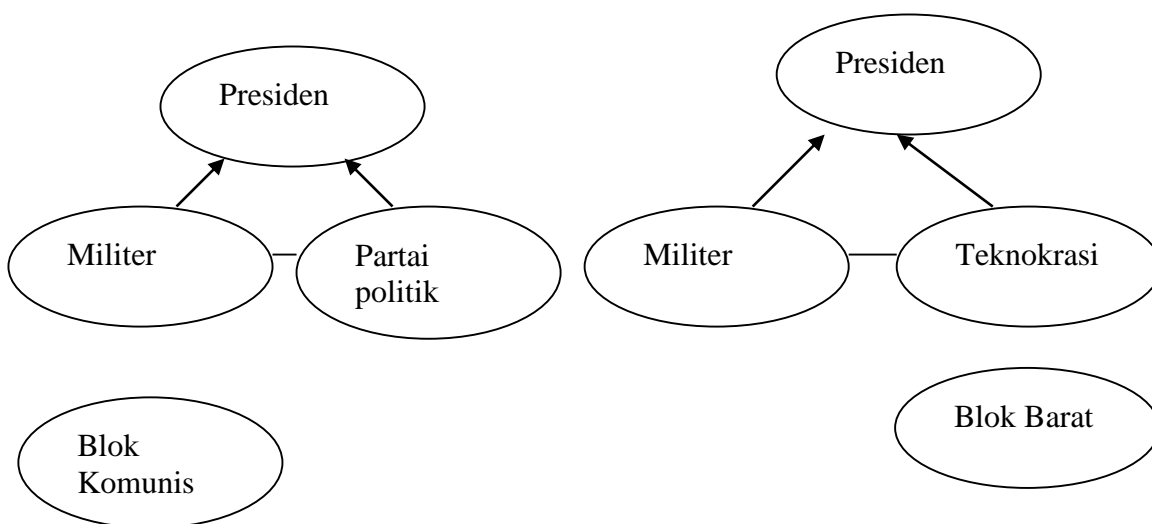 Presiden
Militer
Partai
politik
Blok
Komunis
Presiden
Militer
Teknokrasi
Blok Barat